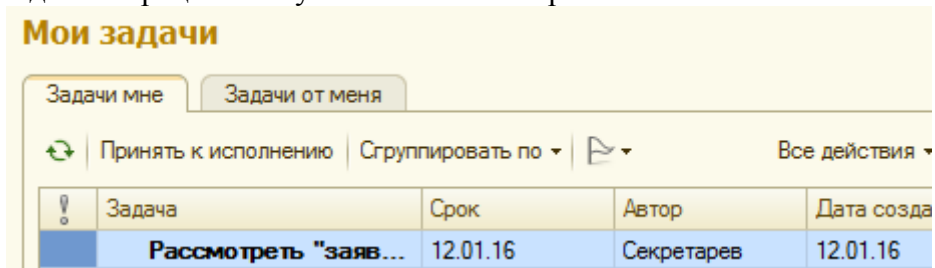 Мои задачи
Задачи мне Задачи от меня
Принять к исполнению Сгруппировать по Все действия
Задача Срок Автор Дата созда
Рассмотреть "заяв... 12.01.16 Секретарев 12.01.16